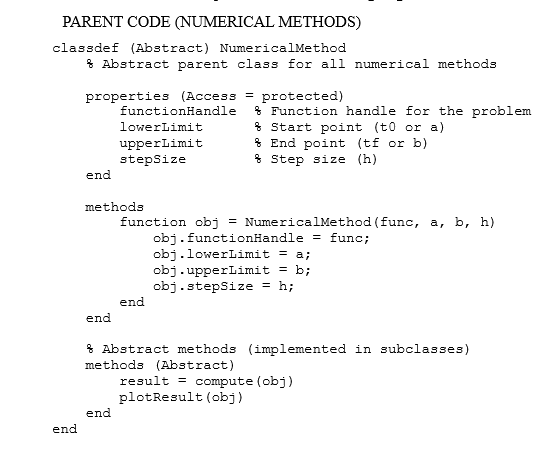 PARENT CODE (NUMERICAL METHODS)
classdef (Abstract) NumericalMethod
% Abstract parent class for all numerical methods
properties (Access = protected)
functionHandle % Function handle for the problem
lowerLimit % Start point (t0 or a)
upperLimit % End point (tf or b)
stepSize % Step size (h)
end
methods
function obj = NumericalMethod(func, a, b, h)
obj.functionHandle = func;
obj.lowerLimit = a;
obj.upperLimit = b;
obj.stepSize = h;
end
end
% Abstract methods (implemented in subclasses)
methods (Abstract)
result = compute(obj)
plotResult(obj)
end
end